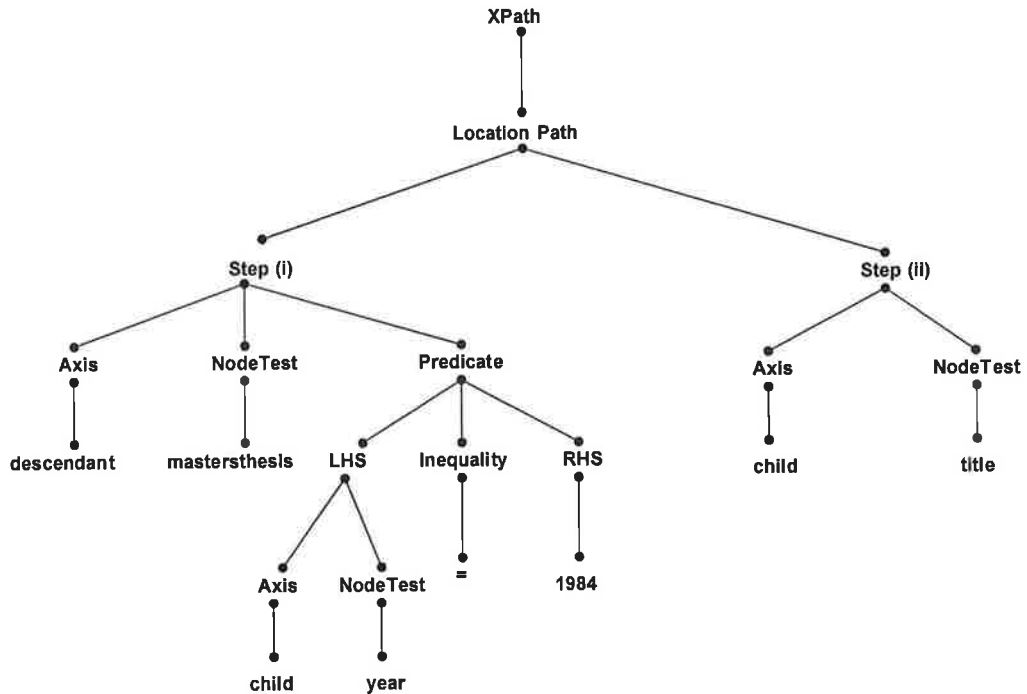 XPath
Location Path
Step (i)
Step (ii)
Axis
NodeTest
Predicate
Axis
NodeTest
descendant
mastersthesis
LHS
Inequality
RHS
child
title
Axis
NodeTest
=
1984
child
year